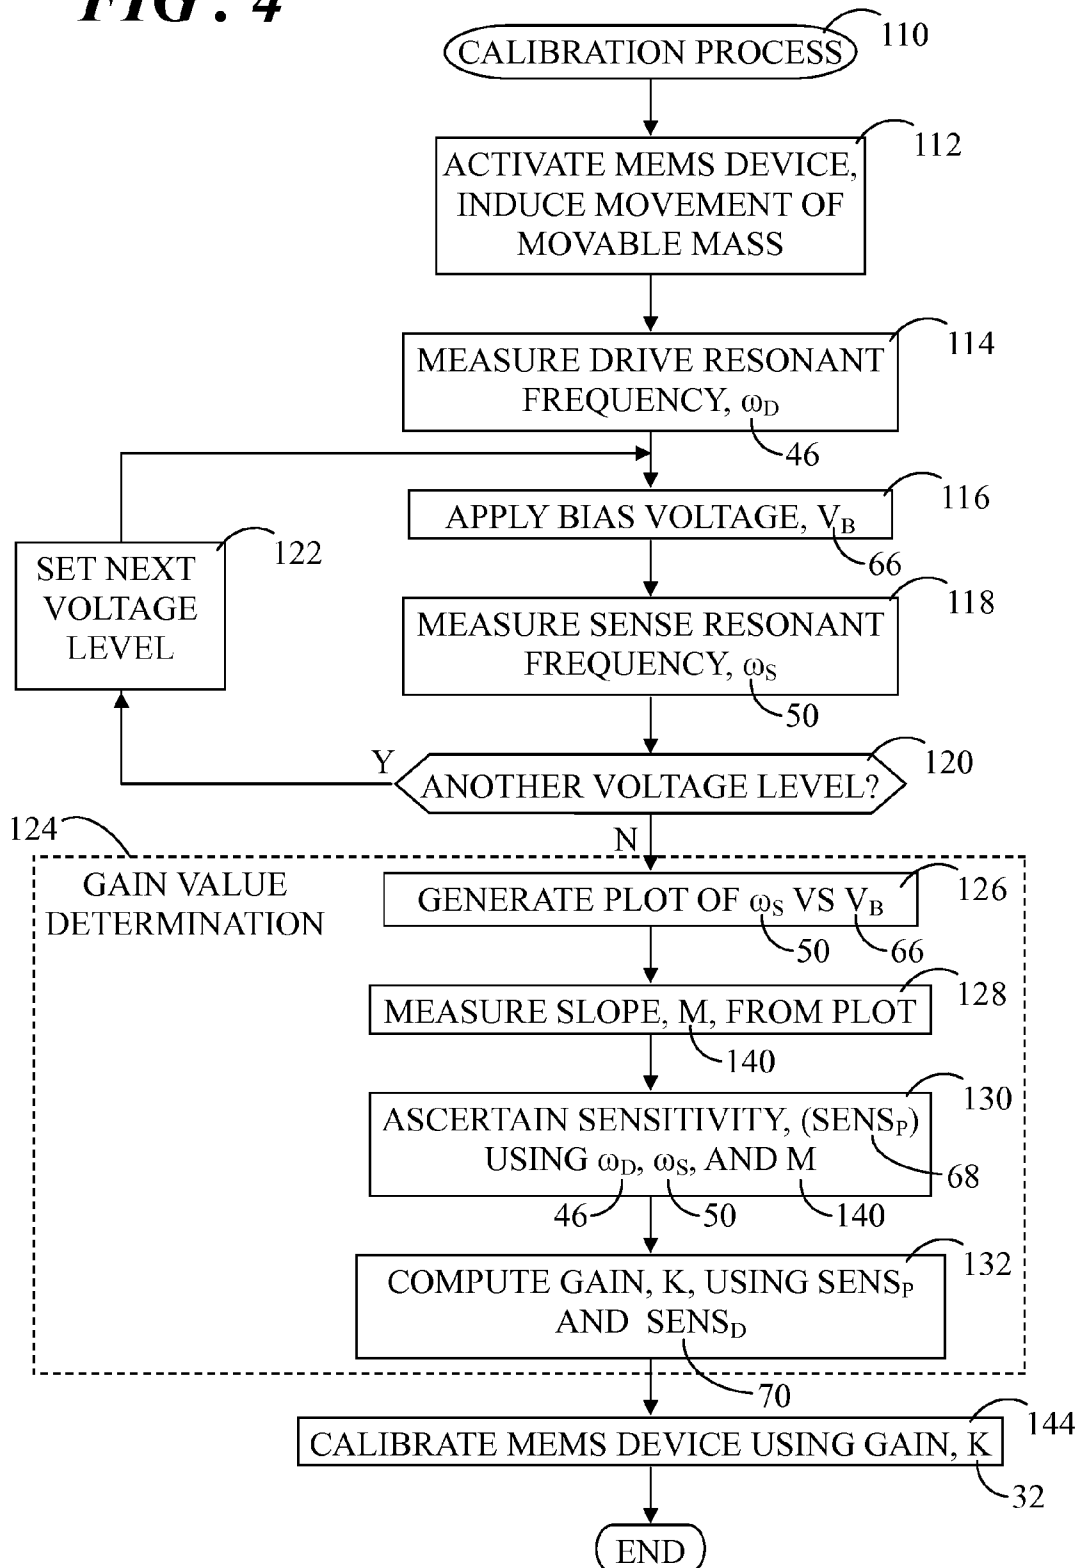 FIG. 4
CALIBRATION PROCESS
110
ACTIVATE MEMS DEVICE,
INDUCE MOVEMENT OF
MOVABLE MASS
112
MEASURE DRIVE RESONANT
FREQUENCY, ωD
114
46
APPLY BIAS VOLTAGE, VB
116
66
SET NEXT
VOLTAGE
LEVEL
122
MEASURE SENSE RESONANT
FREQUENCY, ωS
118
50
Y
ANOTHER VOLTAGE LEVEL?
120
N
124
GAIN VALUE
DETERMINATION
GENERATE PLOT OF ωS VS VB
126
50
66
MEASURE SLOPE, M, FROM PLOT
128
140
ASCERTAIN SENSITIVITY, (SENSP)
USING ωD, ωS, AND M
130
68
46
50
140
COMPUTE GAIN, K, USING SENSP
AND SENSD
132
70
CALIBRATE MEMS DEVICE USING GAIN, K
144
32
END